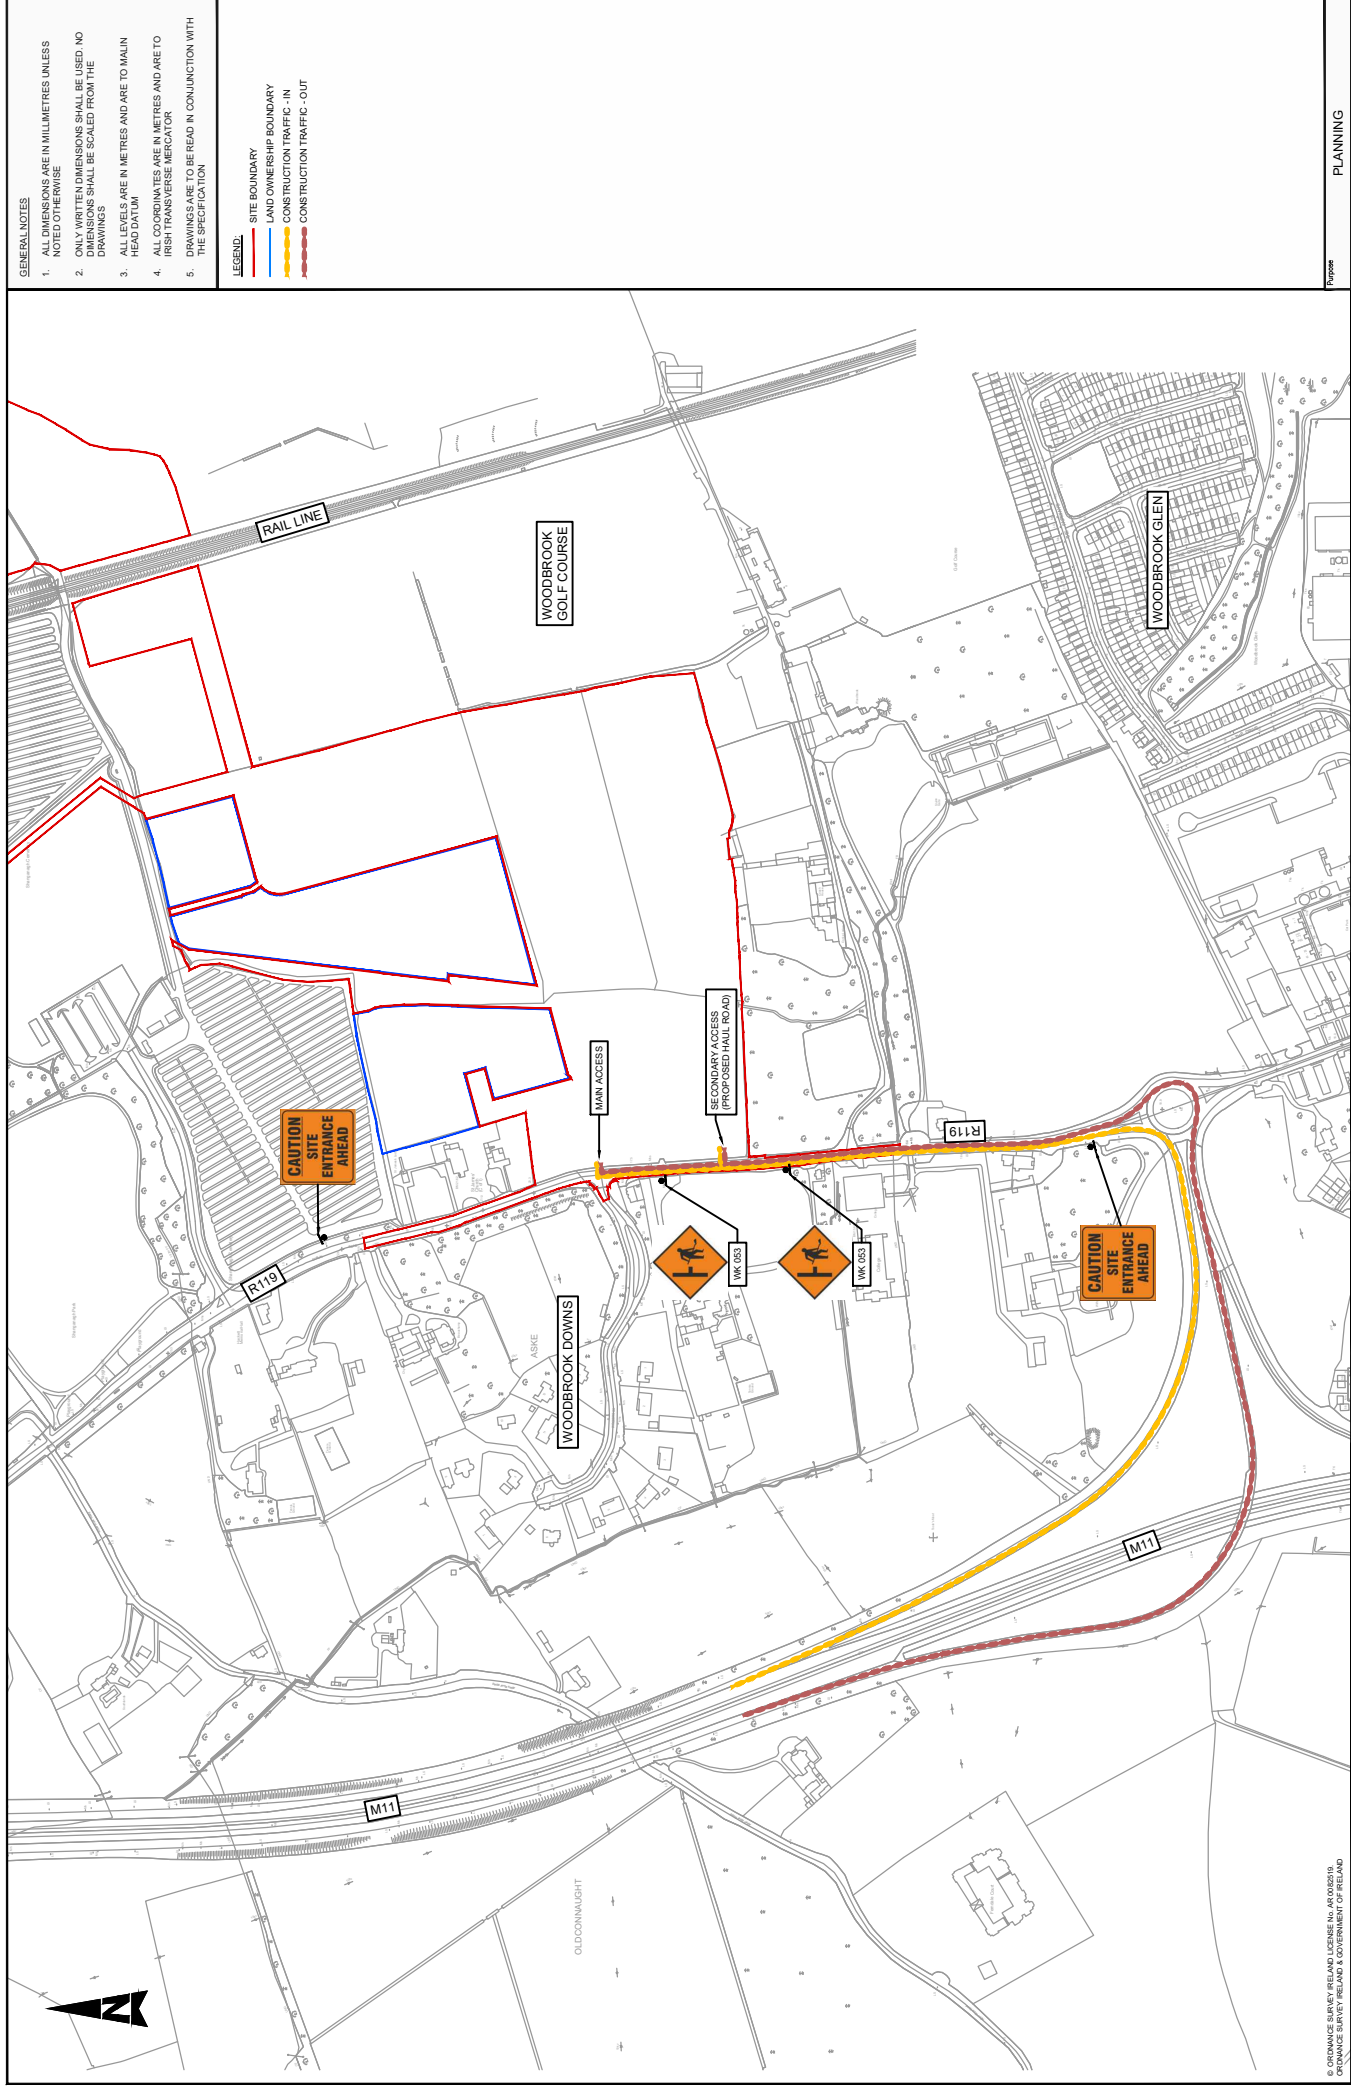 GENERAL NOTES
1. ALL DIMENSIONS ARE IN MILLIMETRES UNLESS
NOTED OTHERWISE
2. ONLY WRITTEN DIMENSIONS SHALL BE USED. NO
DIMENSIONS SHALL BE SCALED FROM THE
DRAWINGS
3. ALL LEVELS ARE IN METRES AND ARE TO MALIN
HEAD DATUM
4. ALL COORDINATES ARE IN METRES AND ARE TO
IRISH TRANSVERSE MERCATOR
5. DRAWINGS ARE TO BE READ IN CONJUNCTION WITH
THE SPECIFICATION
LEGEND:
SITE BOUNDARY
LAND OWNERSHIP BOUNDARY
CONSTRUCTION TRAFFIC - IN
CONSTRUCTION TRAFFIC - OUT
Purpose
PLANNING
RAIL LINE
WOODBROOK
GOLF COURSE
WOODBROOK GLEN
MAIN ACCESS
SECONDARY ACCESS
(PROPOSED HAUL ROAD)
CAUTION
SITE
ENTRANCE
AHEAD
R119
R119
WK 053
WK 053
CAUTION
SITE
ENTRANCE
AHEAD
ASKE
WOODBROOK DOWNS
M11
M11
OLDCONNAUGHT
N
© ORDNANCE SURVEY IRELAND LICENSE No. AR 0082519.
ORDNANCE SURVEY IRELAND & GOVERNMENT OF IRELAND